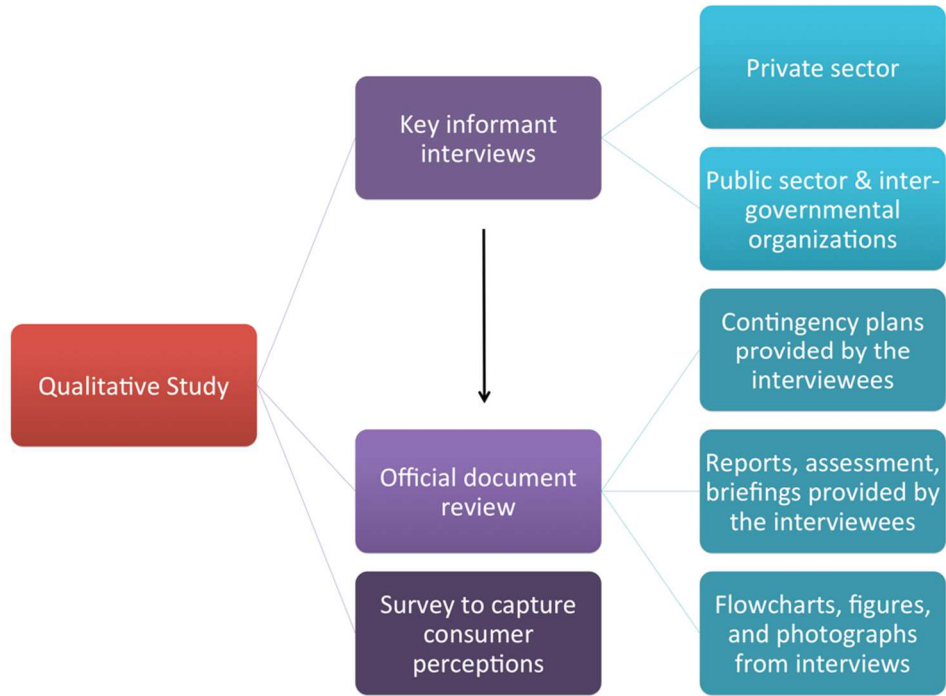 Qualitative Study
Key informant
interviews
Private sector
Public sector & inter-
governmental
organizations
Official document
review
Contingency plans
provided by the
interviewees
Reports, assessment,
briefings provided by
the interviewees
Flowcharts, figures,
and photographs
from interviews
Survey to capture
consumer
perceptions